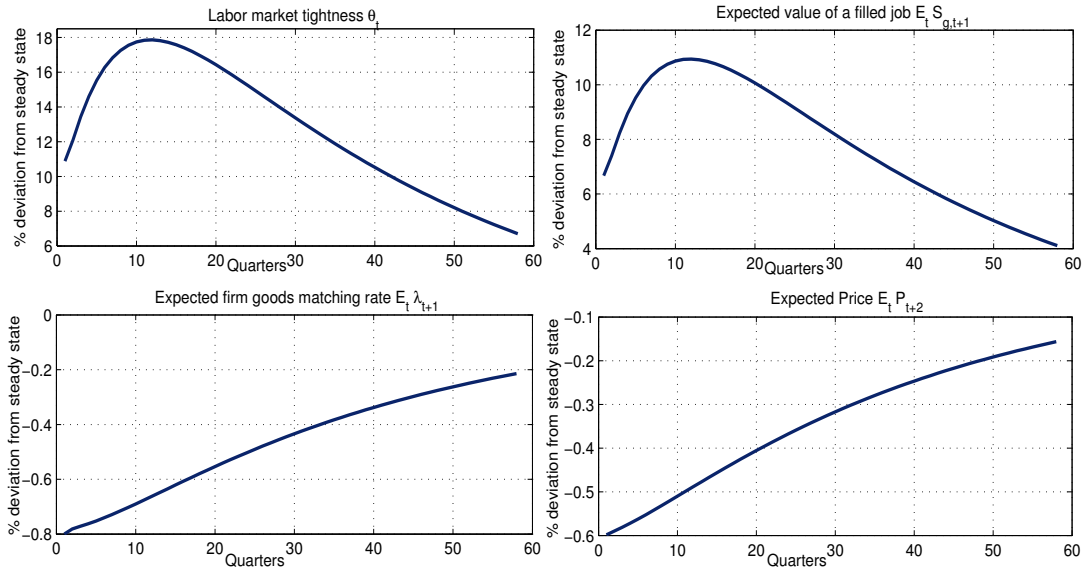 Labor market tightness θt
% deviation from steady state
18
16
14
12
10
8
6
0 10 20 30 40 50 60
Quarters
Expected value of a filled job Et Sg,t+1
% deviation from steady state
12
10
8
6
4
0 10 20 30 40 50 60
Quarters
Expected firm goods matching rate Et λt+1
% deviation from steady state
0
−0.2
−0.4
−0.6
−0.8
0 10 20 30 40 50 60
Quarters
Expected Price Et Pt+2
% deviation from steady state
−0.1
−0.2
−0.3
−0.4
−0.5
−0.6
0 10 20 30 40 50 60
Quarters